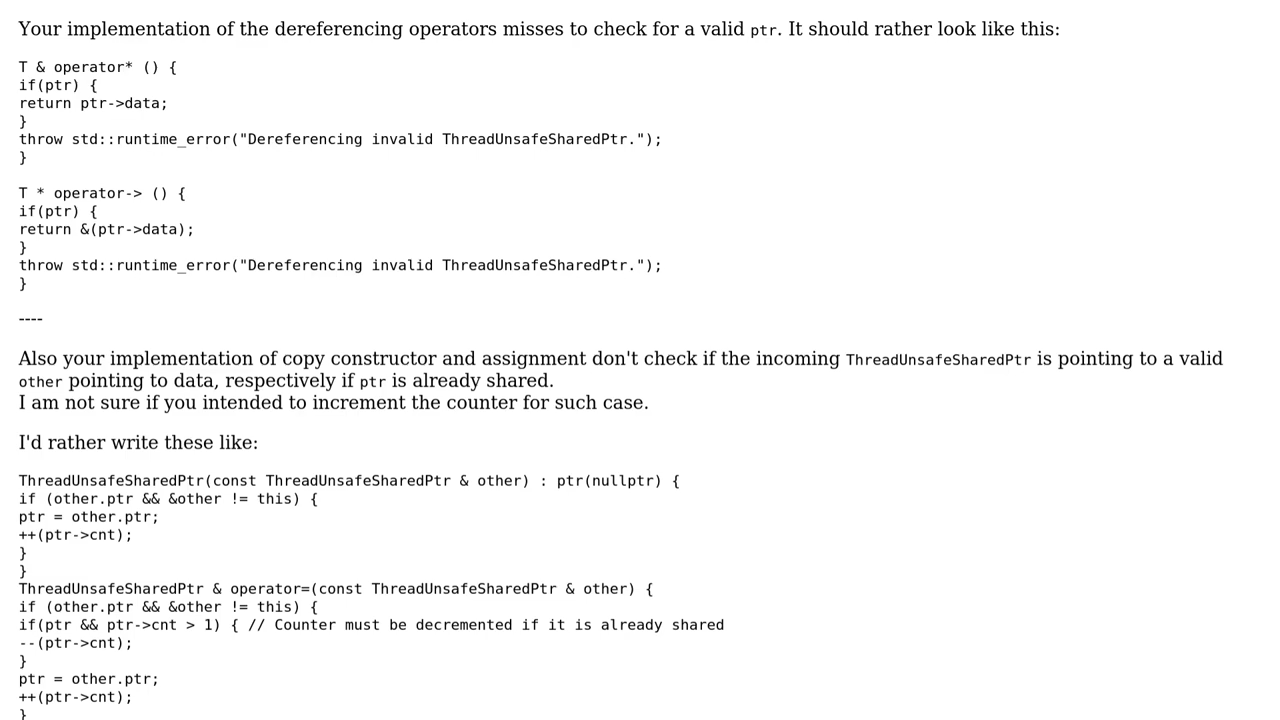 Your implementation of the dereferencing operators misses to check for a valid ptr. It should rather look like this:
T & operator* () {
if(ptr) {
return ptr->data;
}
throw std::runtime_error("Dereferencing invalid ThreadUnsafeSharedPtr.");
}
T * operator-> () {
if(ptr) {
return &(ptr->data);
}
throw std::runtime_error("Dereferencing invalid ThreadUnsafeSharedPtr.");
}
----
Also your implementation of copy constructor and assignment don't check if the incoming ThreadUnsafeSharedPtr is pointing to a valid
other pointing to data, respectively if ptr is already shared.
I am not sure if you intended to increment the counter for such case.
I'd rather write these like:
ThreadUnsafeSharedPtr(const ThreadUnsafeSharedPtr & other) : ptr(nullptr) {
if (other.ptr && &other != this) {
ptr = other.ptr;
++(ptr->cnt);
}
}
ThreadUnsafeSharedPtr & operator=(const ThreadUnsafeSharedPtr & other) {
if (other.ptr && &other != this) {
if(ptr && ptr->cnt > 1) { // Counter must be decremented if it is already shared
--(ptr->cnt);
}
ptr = other.ptr;
++(ptr->cnt);
}